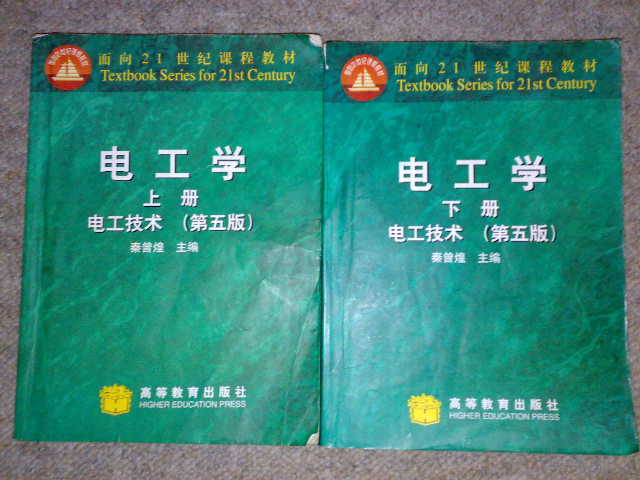 面向21世纪课程教材
Textbook Series for 21st Century
电工学
上册
电工技术 (第五版)
秦曾煌 主编
高等教育出版社
HIGHER EDUCATION PRESS
面向21世纪课程教材
Textbook Series for 21st Century
电工学
下册
电工技术 (第五版)
秦曾煌 主编
高等教育出版社
HIGHER EDUCATION PRESS